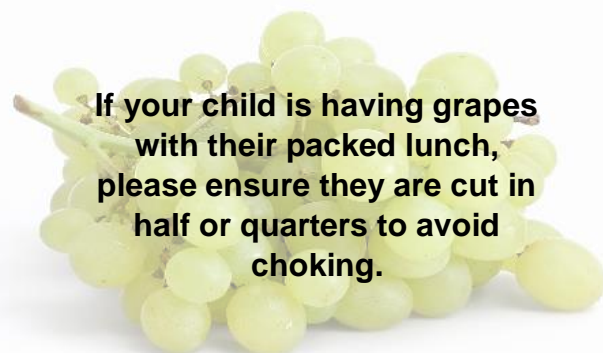 If your child is having grapes
with their packed lunch,
please ensure they are cut in
half or quarters to avoid
choking.